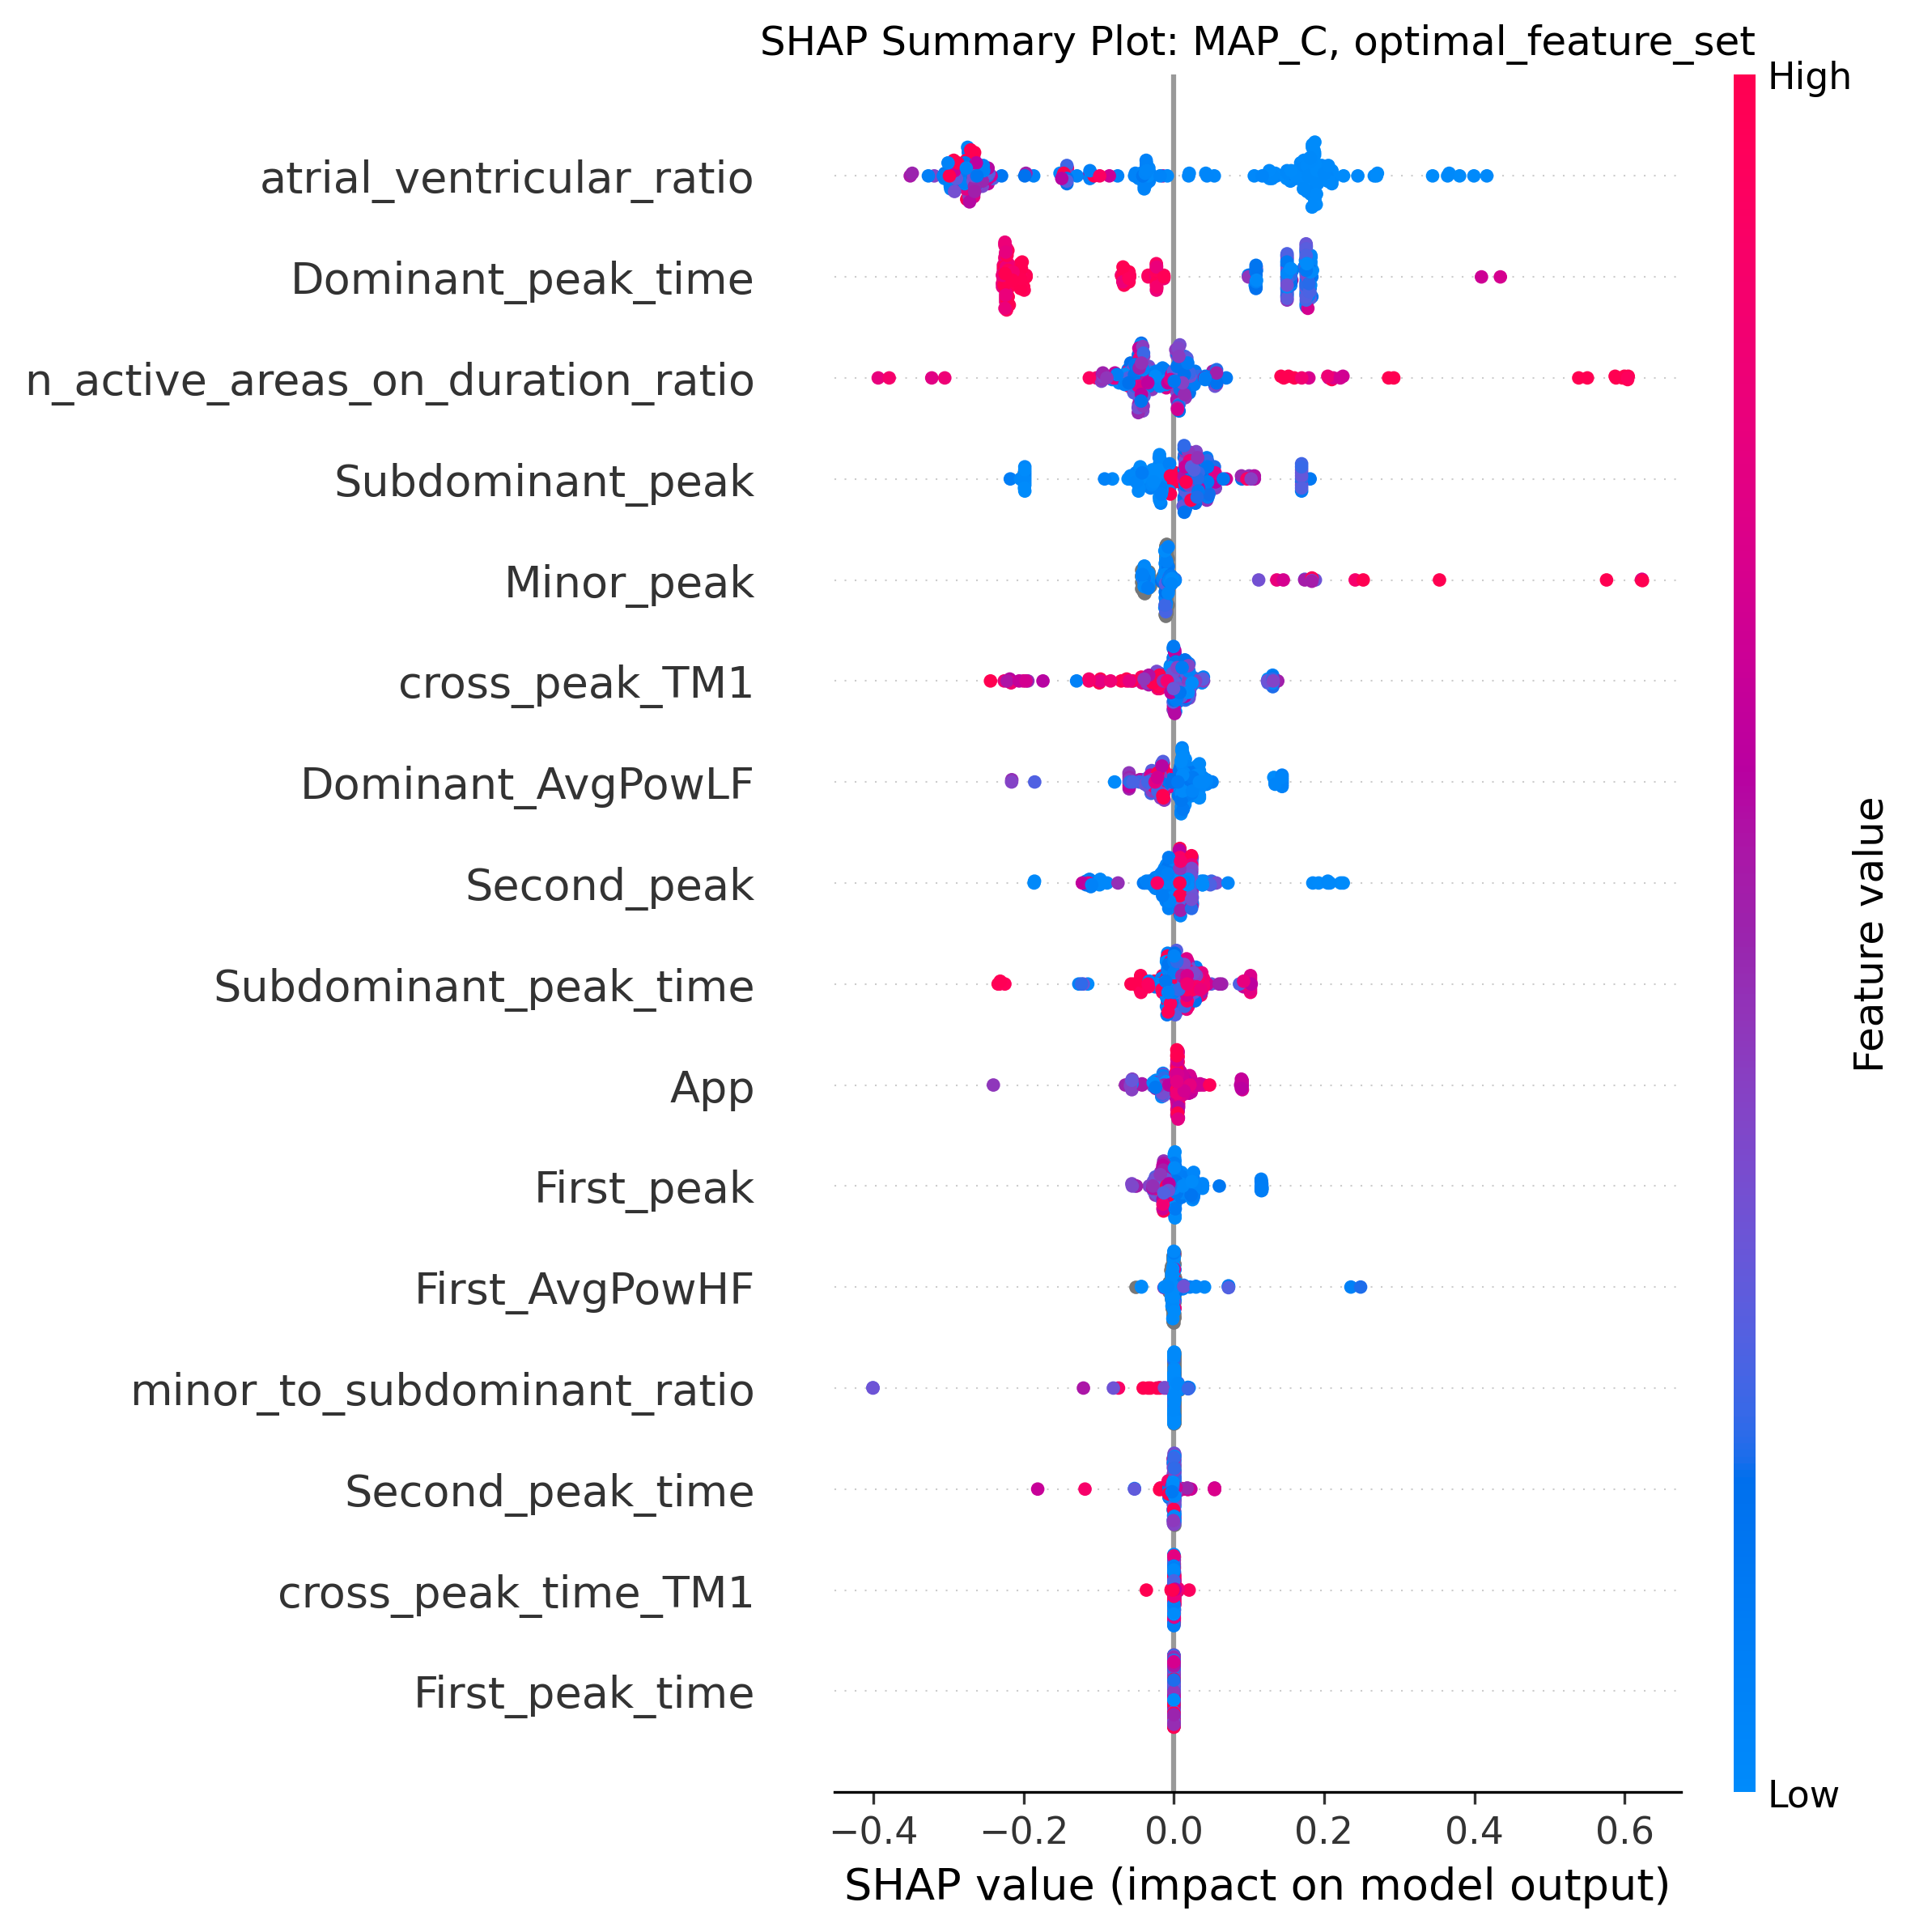 SHAP Summary Plot: MAP_C, optimal_feature_set
High
atrial_ventricular_ratio
Dominant_peak_time
n_active_areas_on_duration_ratio
Subdominant_peak
Minor_peak
cross_peak_TM1
Dominant_AvgPowLF
Second_peak
Subdominant_peak_time
App
First_peak
First_AvgPowHF
minor_to_subdominant_ratio
Second_peak_time
cross_peak_time_TM1
First_peak_time
Feature value
Low
−0.4 −0.2 0.0 0.2 0.4 0.6
SHAP value (impact on model output)